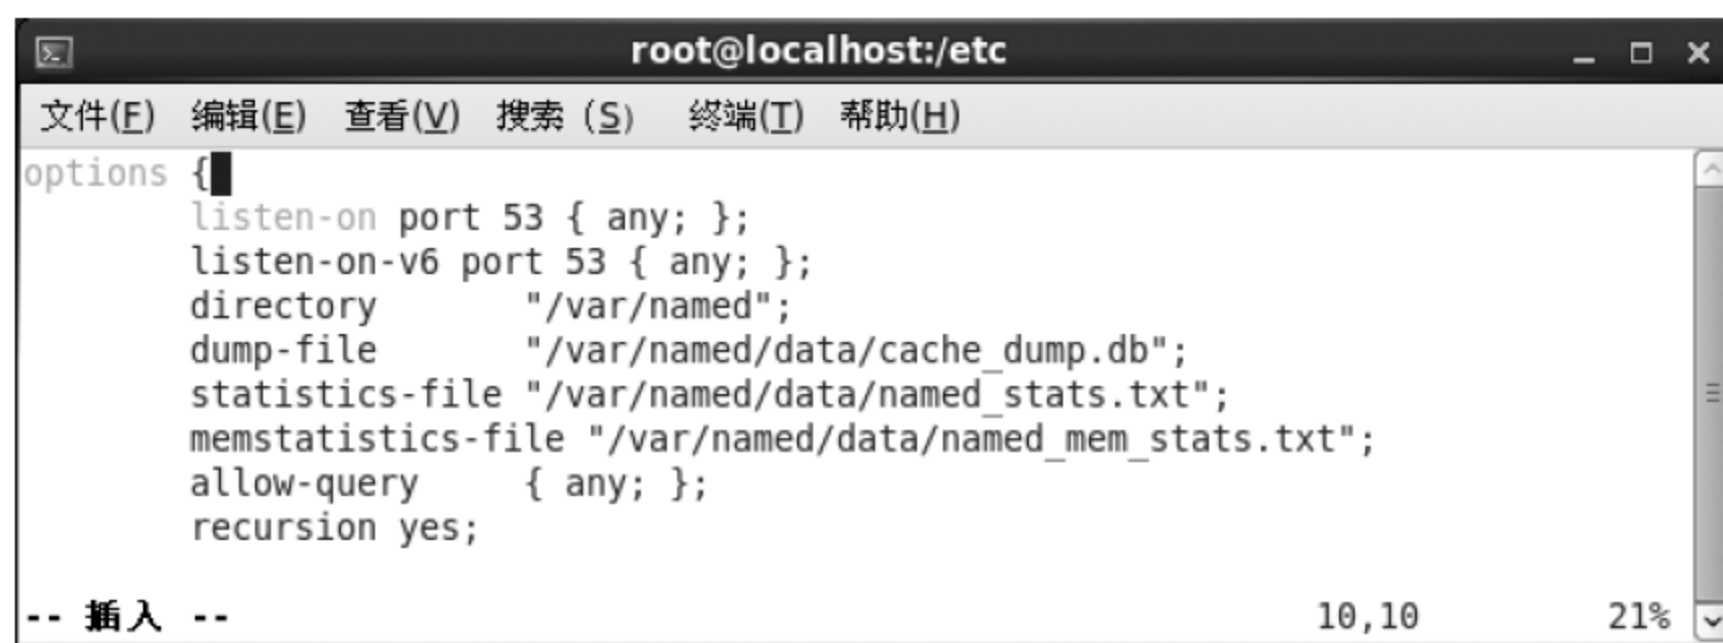 root@localhost:/etc
文件(F) 编辑(E) 查看(V) 搜索（S） 终端(T) 帮助(H)
options {
listen-on port 53 { any; };
listen-on-v6 port 53 { any; };
directory "/var/named";
dump-file "/var/named/data/cache_dump.db";
statistics-file "/var/named/data/named_stats.txt";
memstatistics-file "/var/named/data/named_mem_stats.txt";
allow-query { any; };
recursion yes;
-- 插入 -- 10,10 21%